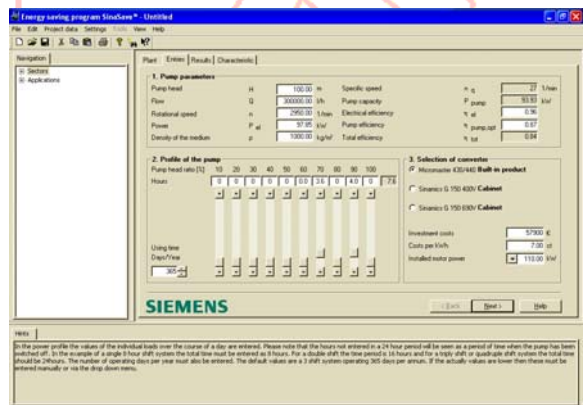 Energy saving program SinaSave® - Untitled
File Edit Project data Settings Tools View Help
Navigation
Sectors
Applications
Plant Entries Results Characteristic
1. Pump parameters
Pump head H 100.00 m Specific speed n q 27 1/min
Flow Q 300000.00 l/h Pump capacity P pump 93.93 kW
Rotational speed n 2950.00 1/min Electrical efficiency η el 0.96
Power P el 97.85 kW Pump efficiency η pump,opt 0.87
Density of the medium ρ 1000.00 kg/m³ Total efficiency η tot 0.84
2. Profile of the pump
Pump head ratio [%] 10 20 30 40 50 60 70 80 90 100
Hours 0 0 0 0 0 0.0 3.6 0 4.0 0 7.6
Using time
Days/Year
365
3. Selection of converter
Micromaster 430/440 Built-in product
Sinamics G 150 400V Cabinet
Sinamics G 150 690V Cabinet
Investment costs 57900 €
Costs per kWh 7.00 ct
Installed motor power 110.00 kW
SIEMENS
< Back Next > Help
Hints
In the power profile the values of the individual loads over the course of a day are entered. Please note that the hours not entered in a 24 hour period will be seen as a period of time when the pump has been
switched off. In the example of a single 8 hour shift system the total time must be entered as 8 hours. For a double shift the time period is 16 hours and for a triply shift or quadruple shift system the total time
should be 24hours. The number of operating days per year must also be entered. The default values are a 3 shift system operating 365 days per annum. If the actually values are lower then these must be
entered manually or via the drop down menu.